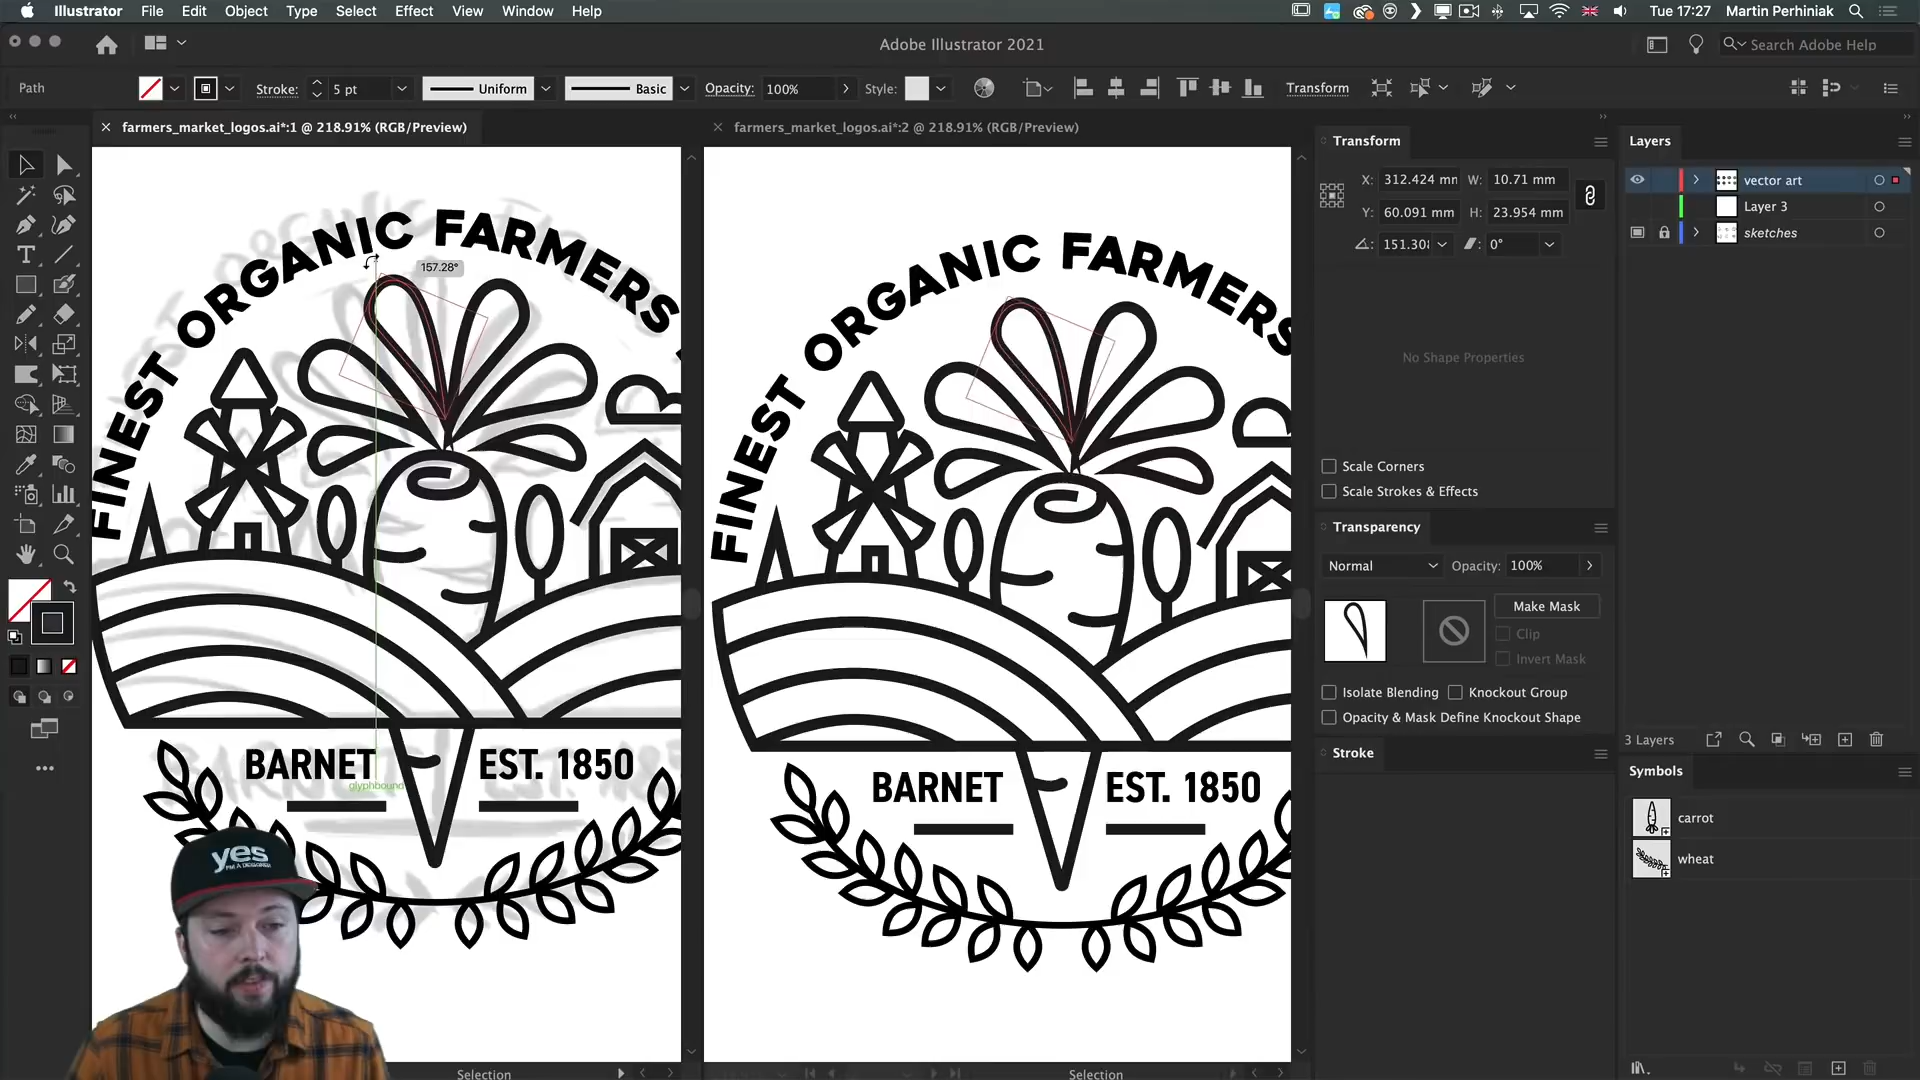 Illustrator File Edit Object Type Select Effect View Window Help
Tue 17:27 Martin Perhiniak
Adobe Illustrator 2021
Search Adobe Help
Path
Stroke: 5 pt
Uniform
Basic
Opacity: 100%
Style:
Transform
farmers_market_logos.ai*:1 @ 218.91% (RGB/Preview)
farmers_market_logos.ai*:2 @ 218.91% (RGB/Preview)
FINEST ORGANIC FARMERS
157.28°
BARNET
EST. 1850
glyphbound
yes
I'M A DESIGNER
Selection
FINEST ORGANIC FARMERS
BARNET
EST. 1850
Selection
Transform
X: 312.424 mm W: 10.71 mm
Y: 60.091 mm H: 23.954 mm
151.308
0°
No Shape Properties
Scale Corners
Scale Strokes & Effects
Transparency
Normal
Opacity: 100%
Make Mask
Clip
Invert Mask
Isolate Blending
Knockout Group
Opacity & Mask Define Knockout Shape
Stroke
Layers
vector art
Layer 3
sketches
3 Layers
Symbols
carrot
wheat